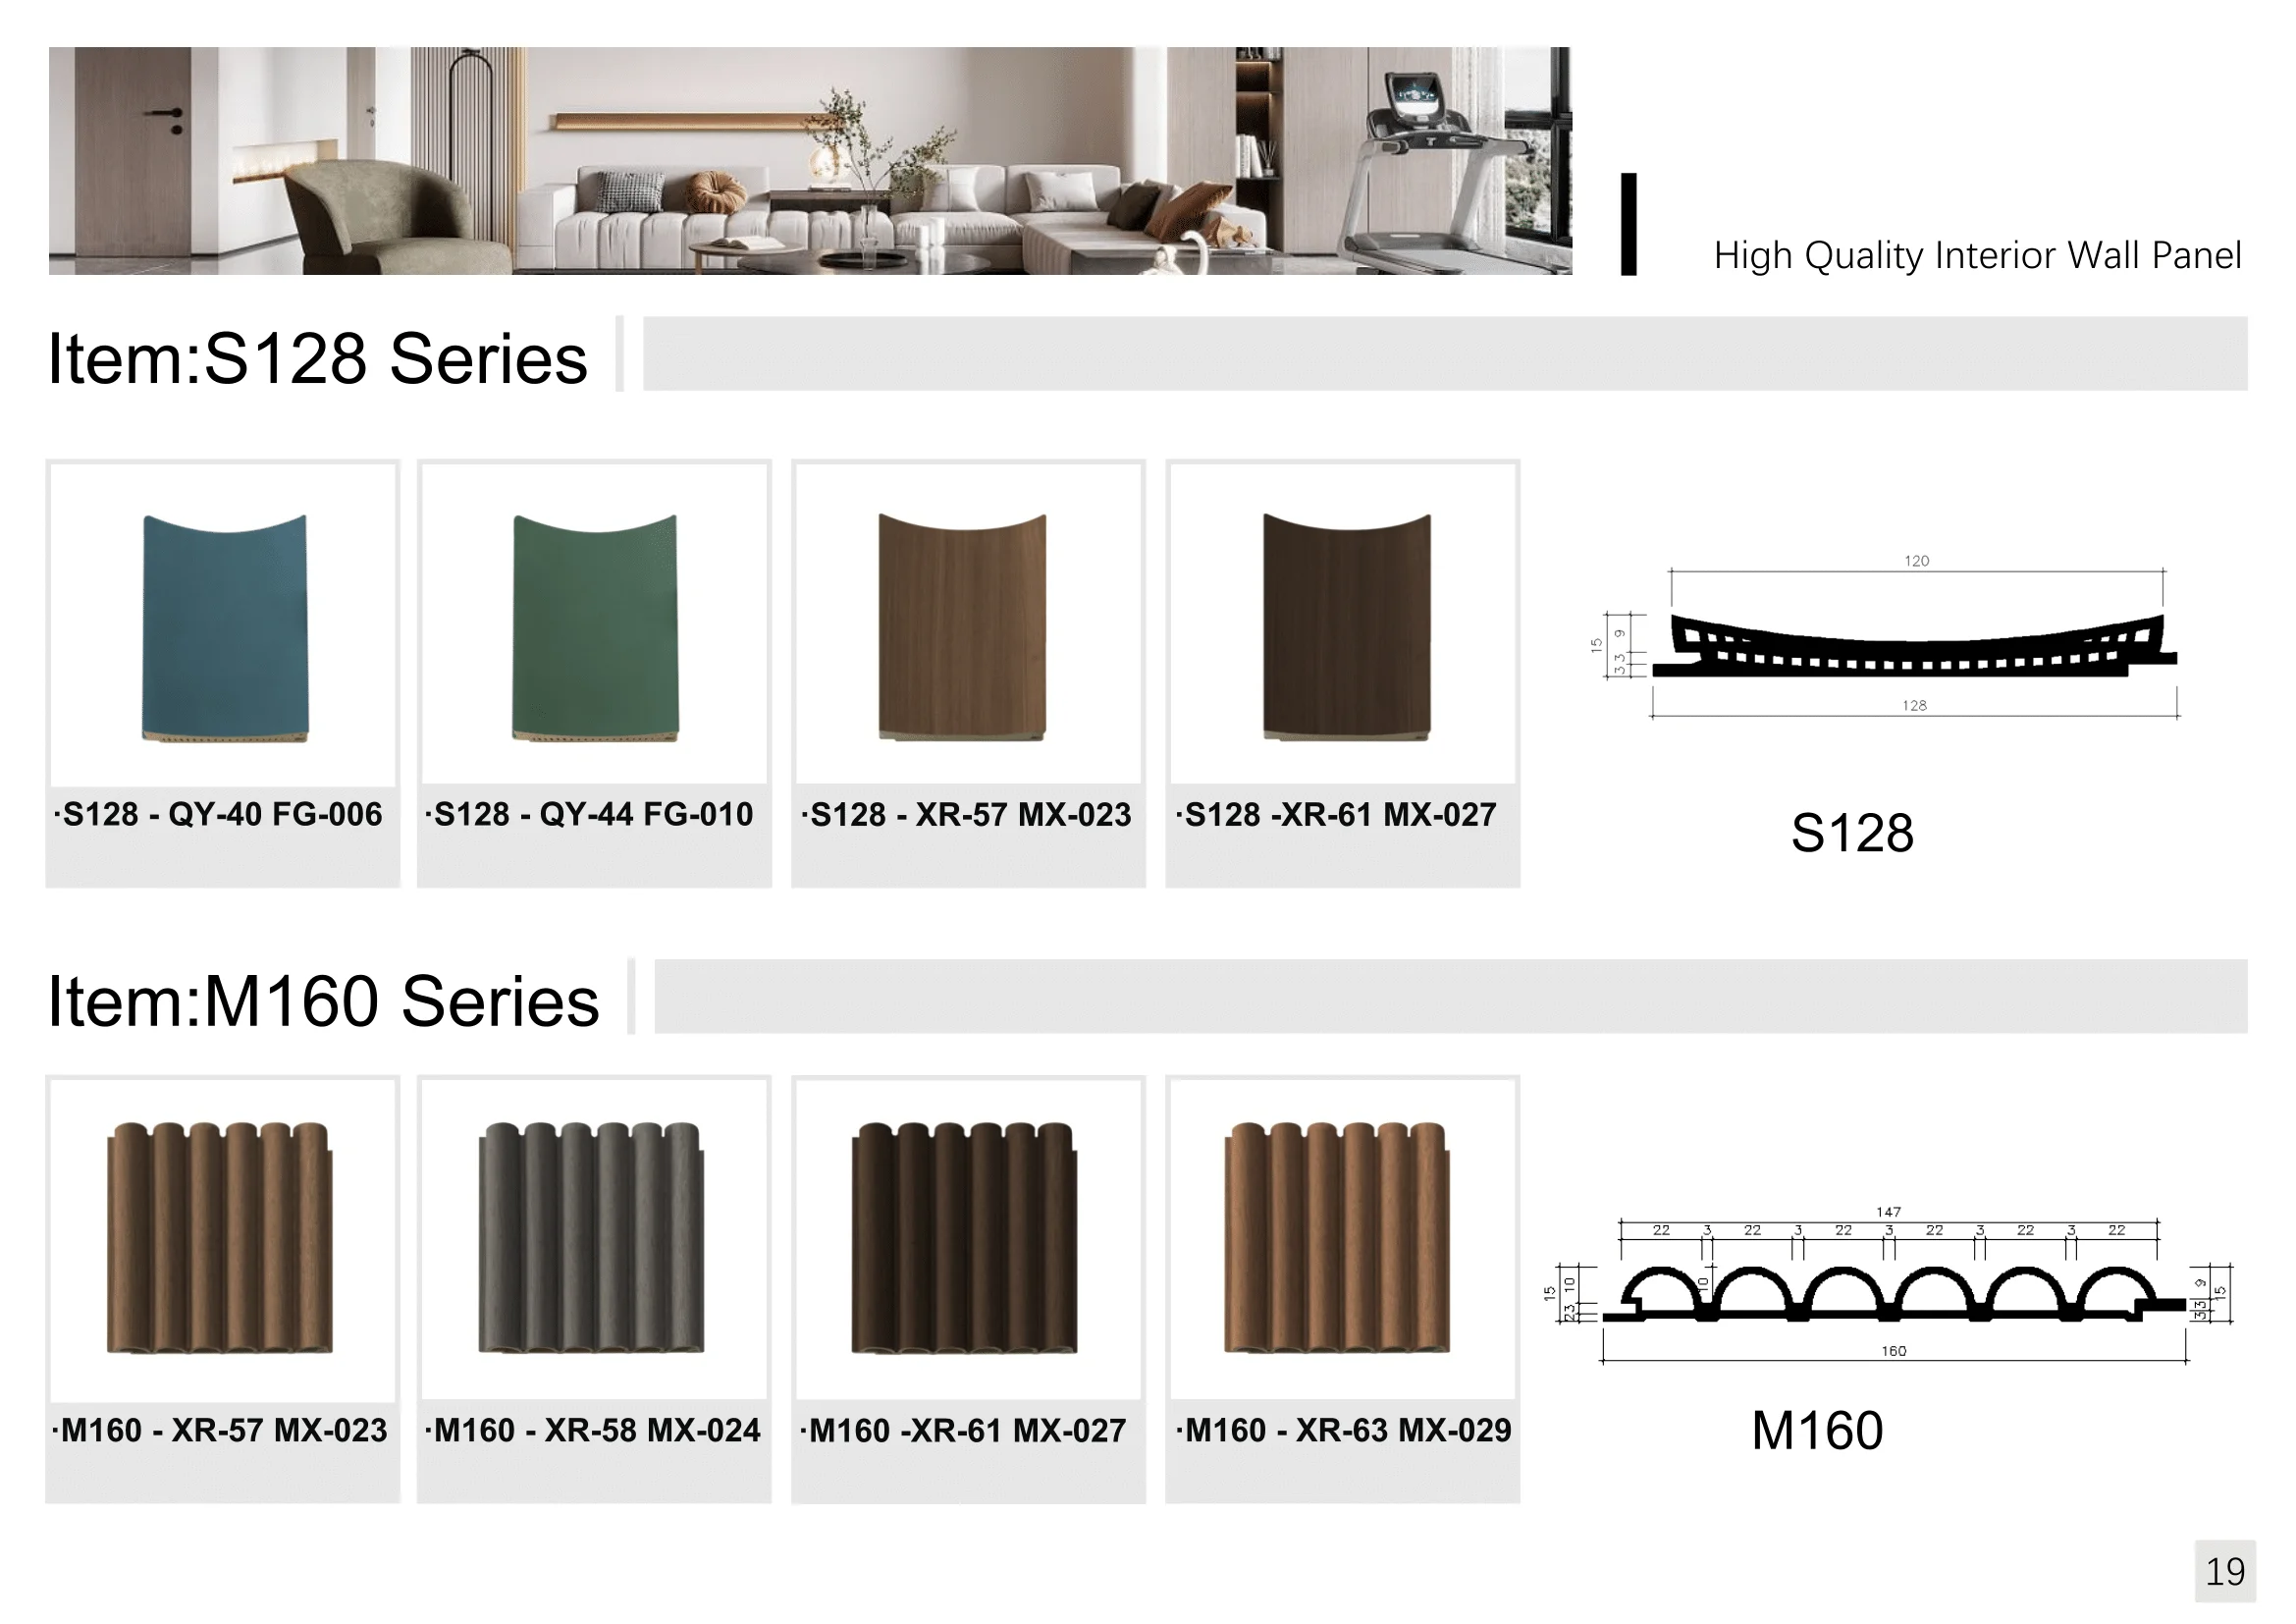 High Quality Interior Wall Panel
Item:S128 Series
·S128 - QY-40 FG-006
·S128 - QY-44 FG-010
·S128 - XR-57 MX-023
·S128 -XR-61 MX-027
120
15
9
3
3
128
S128
Item:M160 Series
·M160 - XR-57 MX-023
·M160 - XR-58 MX-024
·M160 -XR-61 MX-027
·M160 - XR-63 MX-029
147
22 3 22 3 22 3 22 3 22 3 22
15
10
2 3
10
9
3 3
15
160
M160
19